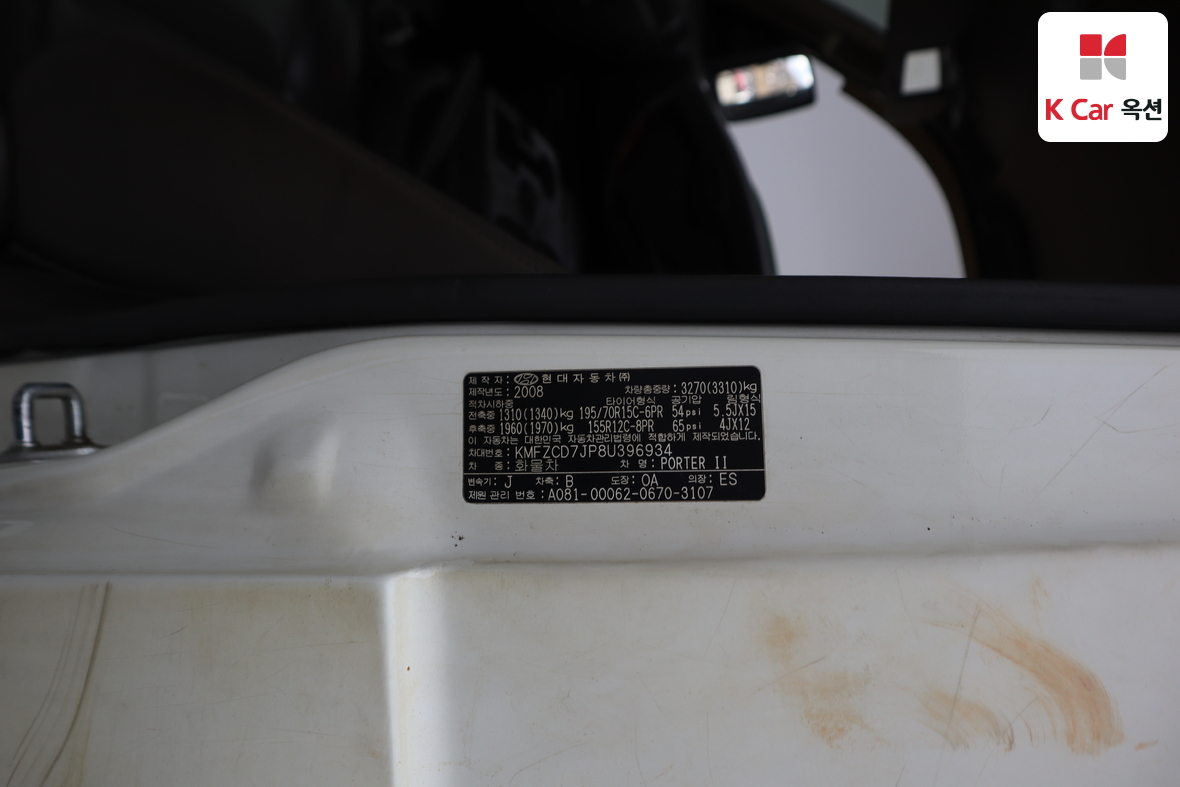 K Car 옥션
제 작 자 : 현 대 자 동 차 ㈜
제작년도 : 2008 차량총중량 : 3270(3310)kg
적차시하중 타이어형식 공기압 림형식
전축중 1310(1340)kg 195/70R15C-6PR 54psi 5.5JX15
후축중 1960(1970)kg 155R12C-8PR 65psi 4JX12
이 자동차는 대한민국 자동차관리법령에 적합하게 제작되었습니다.
차대번호 : KMFZCD7JP8U396934
차 종 : 화물차 차 명 : PORTER II
변속기 : J 차축 : B 도장 : OA 의장 : ES
제원 관리 번호 : A081-00062-0670-3107